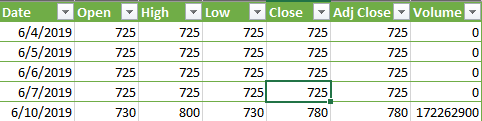 Date Open High Low Close Adj Close Volume
6/4/2019 725 725 725 725 725 0
6/5/2019 725 725 725 725 725 0
6/6/2019 725 725 725 725 725 0
6/7/2019 725 725 725 725 725 0
6/10/2019 730 800 730 780 780 172262900